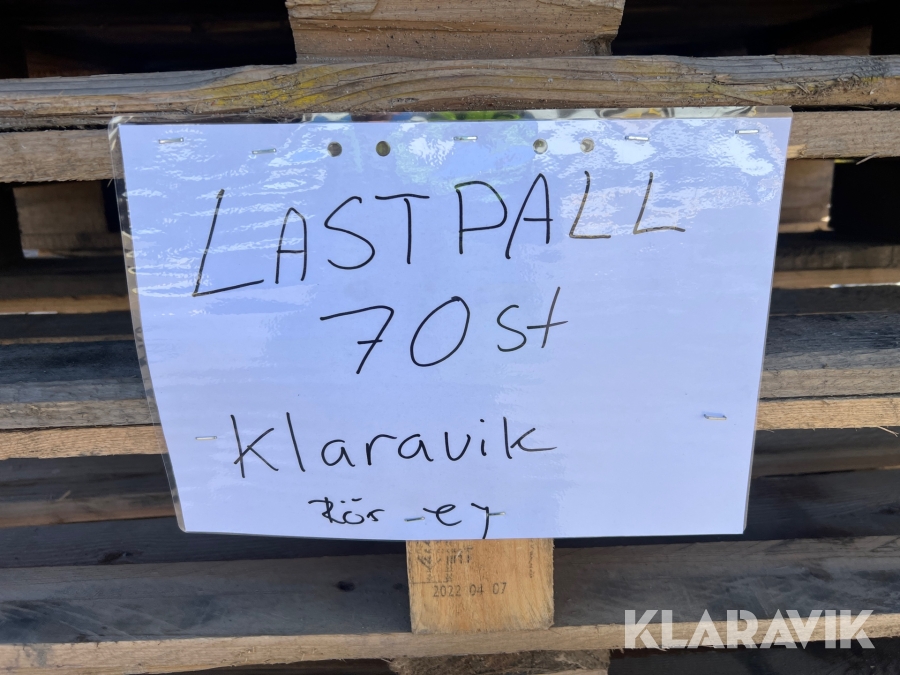 LASTPALL
70 st
Klaravik
Rör ej
2022 04 07
KLARAVIK